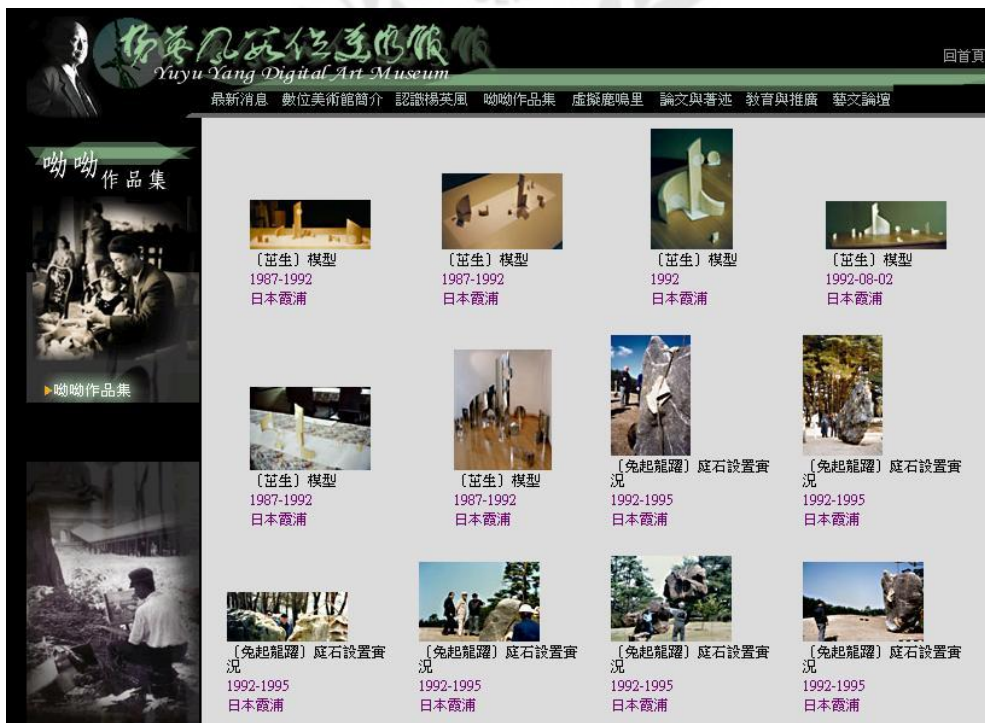 楊英風數位美術館
Yuyu Yang Digital Art Museum
回首頁
最新消息 數位美術館簡介 認識楊英風 呦呦作品集 虛擬鹿鳴里 論文與著述 教育與推廣 藝文論壇
呦呦作品集
呦呦作品集
〔茁生〕模型
1987-1992
日本霞浦
〔茁生〕模型
1987-1992
日本霞浦
〔茁生〕模型
1992
日本霞浦
〔茁生〕模型
1992-08-02
日本霞浦
〔茁生〕模型
1987-1992
日本霞浦
〔茁生〕模型
1987-1992
日本霞浦
〔兔起龍躍〕庭石設置實
況
1992-1995
日本霞浦
〔兔起龍躍〕庭石設置實
況
1992-1995
日本霞浦
〔兔起龍躍〕庭石設置實
況
1992-1995
日本霞浦
〔兔起龍躍〕庭石設置實
況
1992-1995
日本霞浦
〔兔起龍躍〕庭石設置實
況
1992-1995
日本霞浦
〔兔起龍躍〕庭石設置實
況
1992-1995
日本霞浦